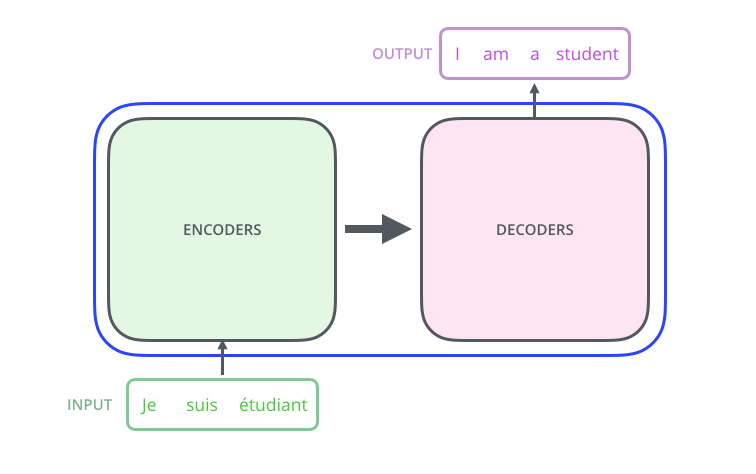 OUTPUT I am a student
ENCODERS DECODERS
INPUT Je suis étudiant